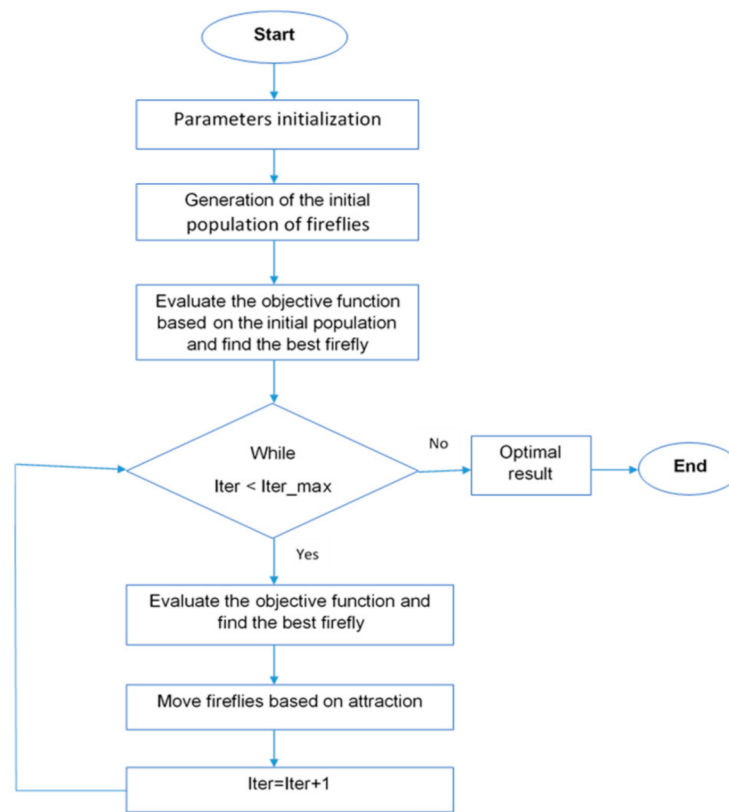 Start
Parameters initialization
Generation of the initial
population of fireflies
Evaluate the objective function
based on the initial population
and find the best firefly
While
Iter < Iter_max
No
Optimal
result
End
Yes
Evaluate the objective function and
find the best firefly
Move fireflies based on attraction
Iter=Iter+1